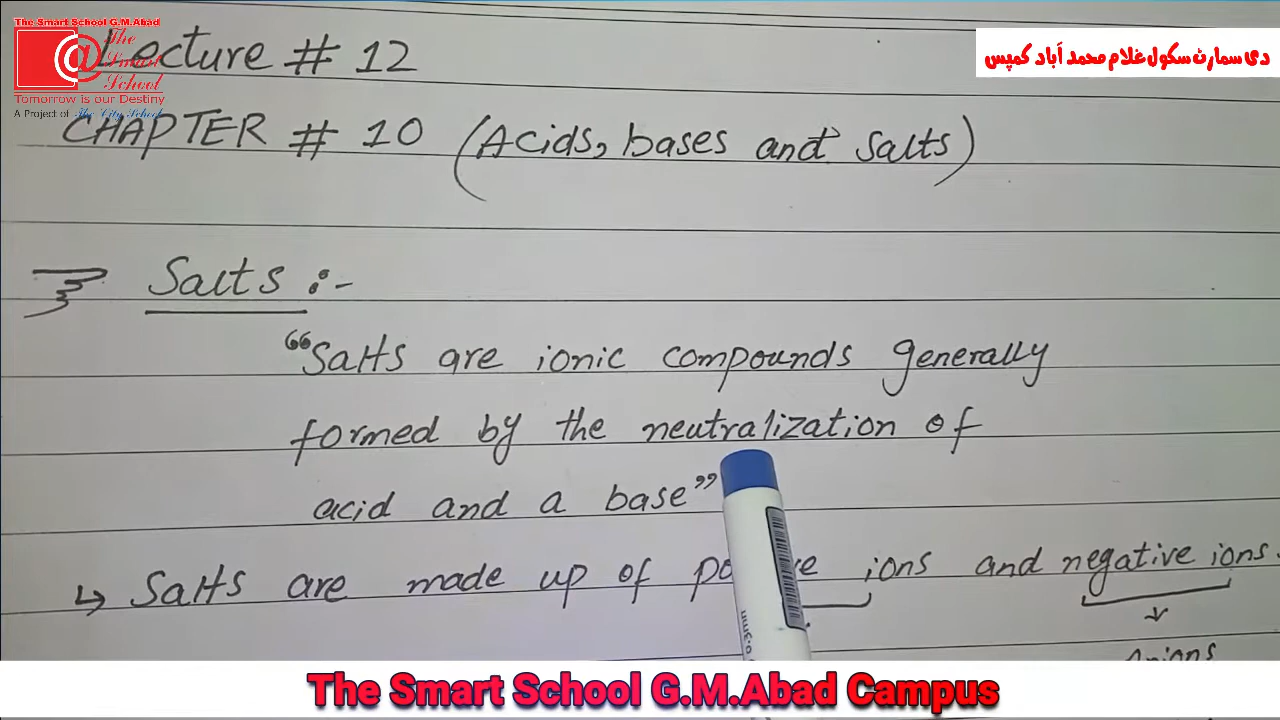 The Smart School G.M.Abad
The
Smart
School
Tomorrow is our Destiny
A Project of The City School
دی سمارٹ سکول غلام محمد آباد کمپس
Lecture # 12
CHAPTER # 10 (Acids, bases and Salts)
Salts :-
“Salts are ionic compounds generally
formed by the neutralization of
acid and a base”
↳ Salts are made up of ions and negative ions.
Anions
The Smart School G.M.Abad Campus